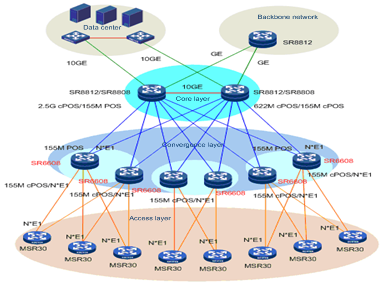 Data center
Backbone network
10GE
10GE
GE
GE
SR8812
SR8812/SR8808
10GE
SR8812/SR8808
Core layer
2.5G cPOS/155M POS
622M cPOS/155M cPOS
Convergence layer
155M POS
N*E1
155M POS
N*E1
SR6608
SR6608
SR6608
SR6608
SR6608
SR6608
155M cPOS/N*E1
155M cPOS/N*E1
155M cPOS/N*E1
155M cPOS/N*E1
155M cPOS/N*E1
Access layer
N*E1
N*E1
N*E1
N*E1
N*E1
N*E1
N*E1
N*E1
MSR30
MSR30
MSR30
MSR30
MSR30
MSR30
MSR30
MSR30